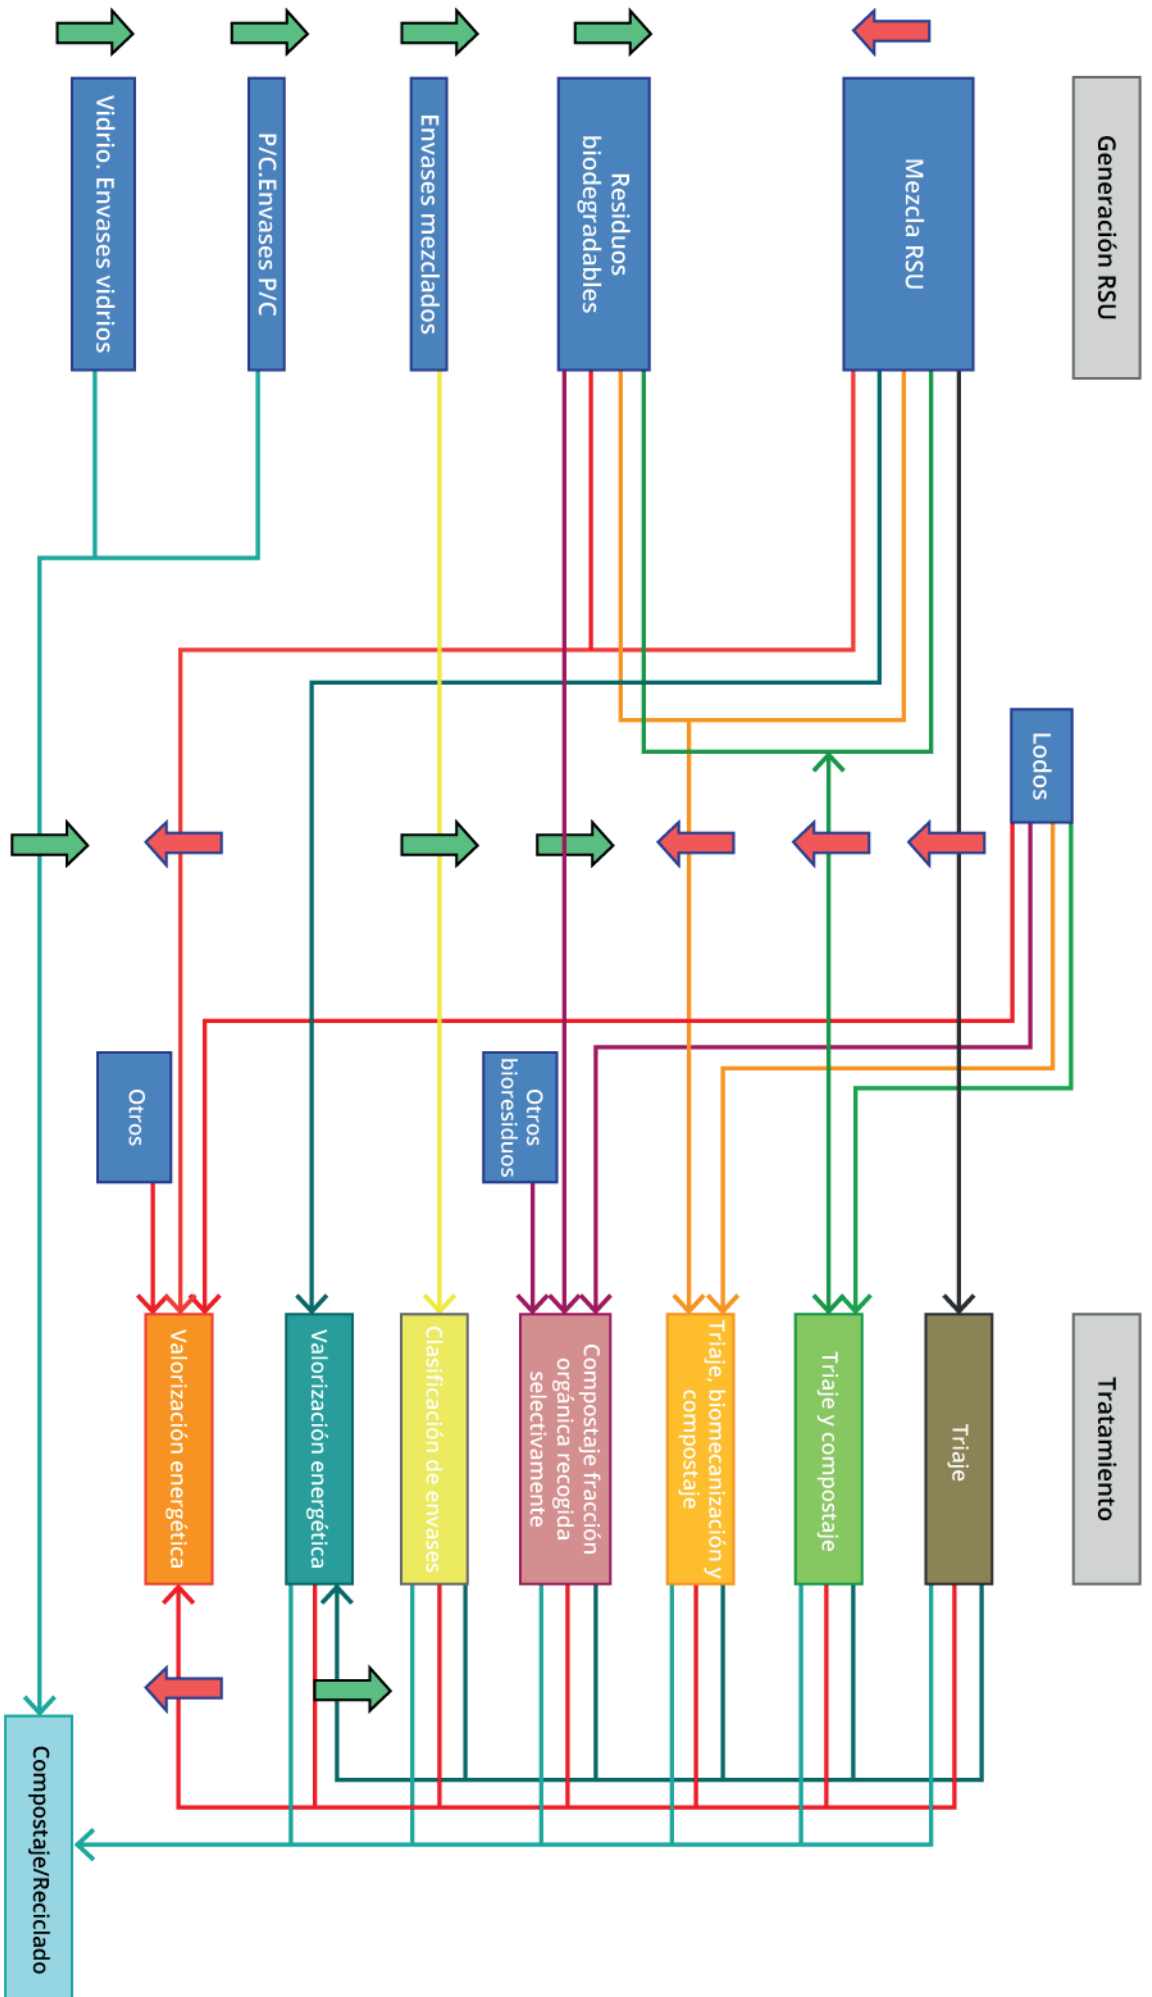 Generación RSU
Mezcla RSU
Residuos
biodegradables
Envases mezclados
P/C.Envases P/C
Vidrio. Envases vidrios
Lodos
Otros
bioresiduos
Otros
Tratamiento
Triaje
Triaje y compostaje
Triaje, biomecanización y
compostaje
Compostaje fracción
orgánica recogida
selectivamente
Clasificación de envases
Valorización energética
Valorización energética
Compostaje/Reciclado